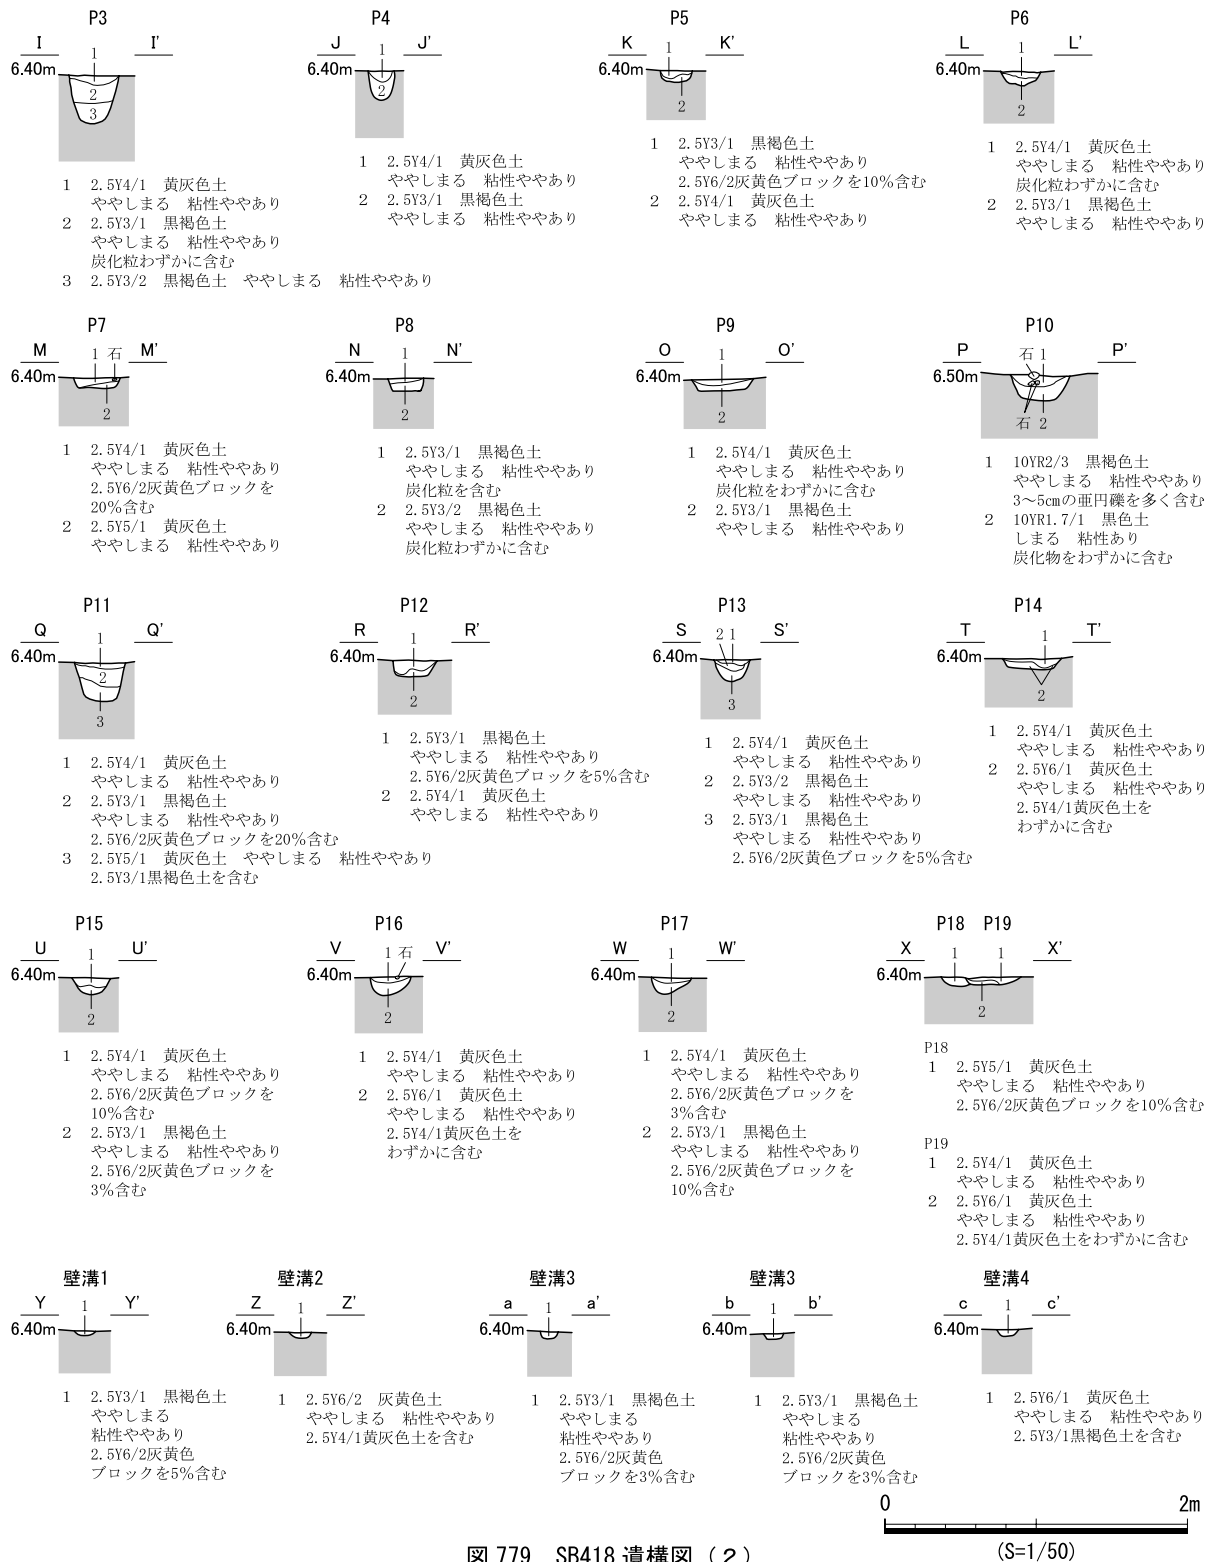 P3
I 1 I'
6.40m
2
3
1 2.5Y4/1 黄灰色土
ややしまる 粘性ややあり
2 2.5Y3/1 黒褐色土
ややしまる 粘性ややあり
炭化粒わずかに含む
3 2.5Y3/2 黒褐色土 ややしまる 粘性ややあり
P4
J 1 J'
6.40m
2
1 2.5Y4/1 黄灰色土
ややしまる 粘性ややあり
2 2.5Y3/1 黒褐色土
ややしまる 粘性ややあり
P5
K 1 K'
6.40m
2
1 2.5Y3/1 黒褐色土
ややしまる 粘性ややあり
2.5Y6/2灰黄色ブロックを10%含む
2 2.5Y4/1 黄灰色土
ややしまる 粘性ややあり
P6
L 1 L'
6.40m
2
1 2.5Y4/1 黄灰色土
ややしまる 粘性ややあり
炭化粒わずかに含む
2 2.5Y3/1 黒褐色土
ややしまる 粘性ややあり
P7
M 1 石 M'
6.40m
2
1 2.5Y4/1 黄灰色土
ややしまる 粘性ややあり
2.5Y6/2灰黄色ブロックを
20%含む
2 2.5Y5/1 黄灰色土
ややしまる 粘性ややあり
P8
N 1 N'
6.40m
2
1 2.5Y3/1 黒褐色土
ややしまる 粘性ややあり
炭化粒を含む
2 2.5Y3/2 黒褐色土
ややしまる 粘性ややあり
炭化粒わずかに含む
P9
O 1 O'
6.40m
2
1 2.5Y4/1 黄灰色土
ややしまる 粘性ややあり
炭化粒をわずかに含む
2 2.5Y3/1 黒褐色土
ややしまる 粘性ややあり
P10
P 石 1 P'
6.50m
石 2
1 10YR2/3 黒褐色土
ややしまる 粘性ややあり
3～5㎝の亜円礫を多く含む
2 10YR1.7/1 黒色土
しまる 粘性あり
炭化物をわずかに含む
P11
Q 1 Q'
6.40m
2
3
1 2.5Y4/1 黄灰色土
ややしまる 粘性ややあり
2 2.5Y3/1 黒褐色土
ややしまる 粘性ややあり
2.5Y6/2灰黄色ブロックを20%含む
3 2.5Y5/1 黄灰色土 ややしまる 粘性ややあり
2.5Y3/1黒褐色土を含む
P12
R 1 R'
6.40m
2
1 2.5Y3/1 黒褐色土
ややしまる 粘性ややあり
2.5Y6/2灰黄色ブロックを5%含む
2 2.5Y4/1 黄灰色土
ややしまる 粘性ややあり
P13
S 2 1 S'
6.40m
3
1 2.5Y4/1 黄灰色土
ややしまる 粘性ややあり
2 2.5Y3/2 黒褐色土
ややしまる 粘性ややあり
3 2.5Y3/1 黒褐色土
ややしまる 粘性ややあり
2.5Y6/2灰黄色ブロックを5%含む
P14
T 1 T'
6.40m
2
1 2.5Y4/1 黄灰色土
ややしまる 粘性ややあり
2 2.5Y6/1 黄灰色土
ややしまる 粘性ややあり
2.5Y4/1黄灰色土を
わずかに含む
P15
U 1 U'
6.40m
2
1 2.5Y4/1 黄灰色土
ややしまる 粘性ややあり
2.5Y6/2灰黄色ブロックを
10%含む
2 2.5Y3/1 黒褐色土
ややしまる 粘性ややあり
2.5Y6/2灰黄色ブロックを
3%含む
P16
V 1 石 V'
6.40m
2
1 2.5Y4/1 黄灰色土
ややしまる 粘性ややあり
2 2.5Y6/1 黄灰色土
ややしまる 粘性ややあり
2.5Y4/1黄灰色土を
わずかに含む
P17
W 1 W'
6.40m
2
1 2.5Y4/1 黄灰色土
ややしまる 粘性ややあり
2.5Y6/2灰黄色ブロックを
3%含む
2 2.5Y3/1 黒褐色土
ややしまる 粘性ややあり
2.5Y6/2灰黄色ブロックを
10%含む
P18 P19
X 1 1 X'
6.40m
2
P18
1 2.5Y5/1 黄灰色土
ややしまる 粘性ややあり
2.5Y6/2灰黄色ブロックを10%含む
P19
1 2.5Y4/1 黄灰色土
ややしまる 粘性ややあり
2 2.5Y6/1 黄灰色土
ややしまる 粘性ややあり
2.5Y4/1黄灰色土をわずかに含む
壁溝1
Y 1 Y'
6.40m
1 2.5Y3/1 黒褐色土
ややしまる
粘性ややあり
2.5Y6/2灰黄色
ブロックを5%含む
壁溝2
Z 1 Z'
6.40m
1 2.5Y6/2 灰黄色土
ややしまる 粘性ややあり
2.5Y4/1黄灰色土を含む
壁溝3
a 1 a'
6.40m
1 2.5Y3/1 黒褐色土
ややしまる
粘性ややあり
2.5Y6/2灰黄色
ブロックを3%含む
壁溝3
b 1 b'
6.40m
1 2.5Y3/1 黒褐色土
ややしまる
粘性ややあり
2.5Y6/2灰黄色
ブロックを3%含む
壁溝4
c 1 c'
6.40m
1 2.5Y6/1 黄灰色土
ややしまる 粘性ややあり
2.5Y3/1黒褐色土を含む
0 2m
(S=1/50)
図 779 SB418 遺構図（2）